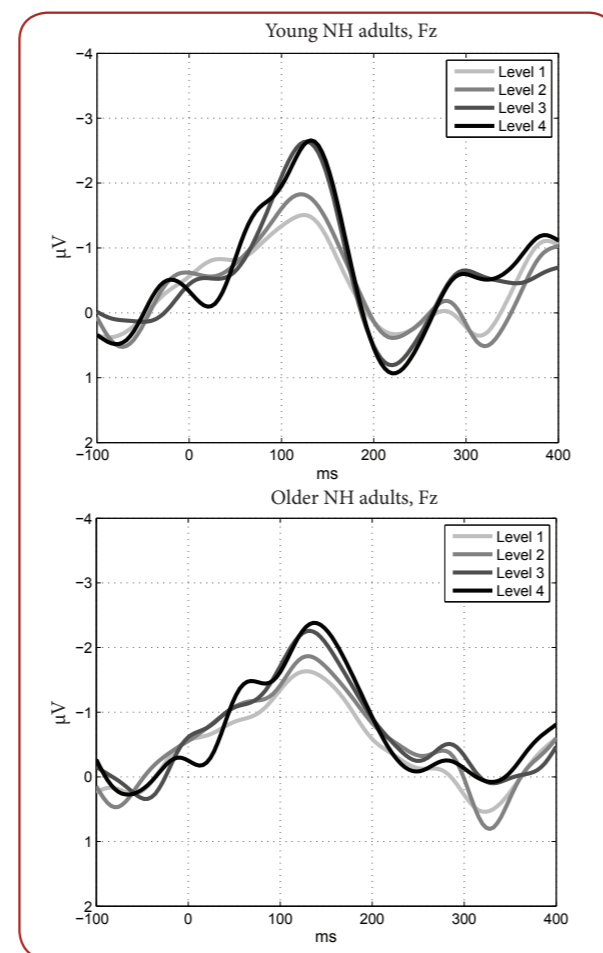 Young NH adults, Fz
−4
−3
−2
−1
0
1
2
μV
−100
0
100
200
300
400
ms
Level 1
Level 2
Level 3
Level 4
Older NH adults, Fz
−4
−3
−2
−1
0
1
2
μV
−100
0
100
200
300
400
ms
Level 1
Level 2
Level 3
Level 4